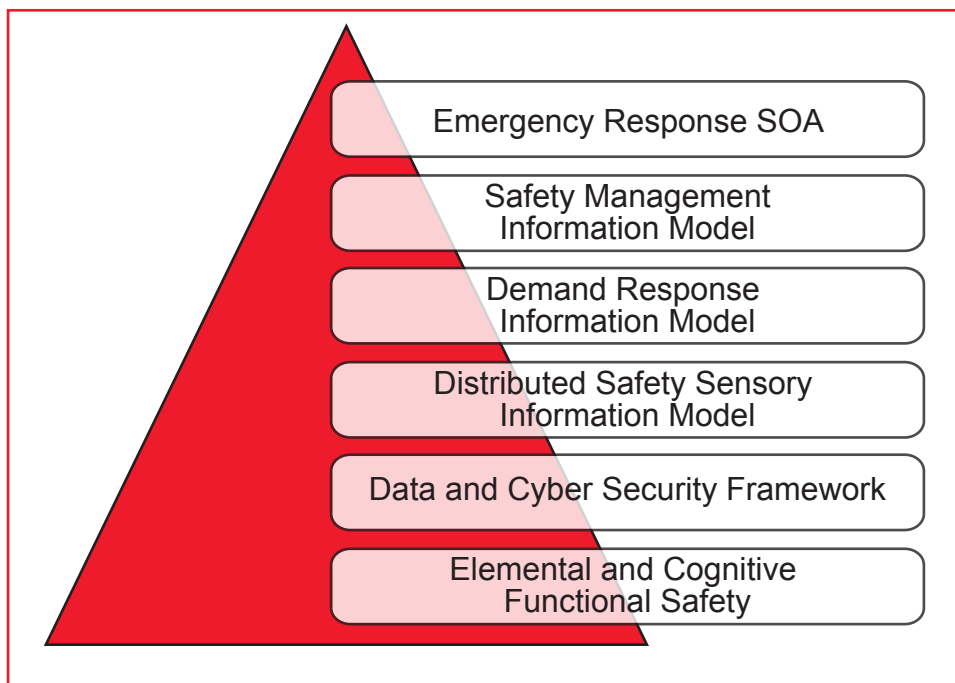 Emergency Response SOA
Safety Management
Information Model
Demand Response
Information Model
Distributed Safety Sensory
Information Model
Data and Cyber Security Framework
Elemental and Cognitive
Functional Safety